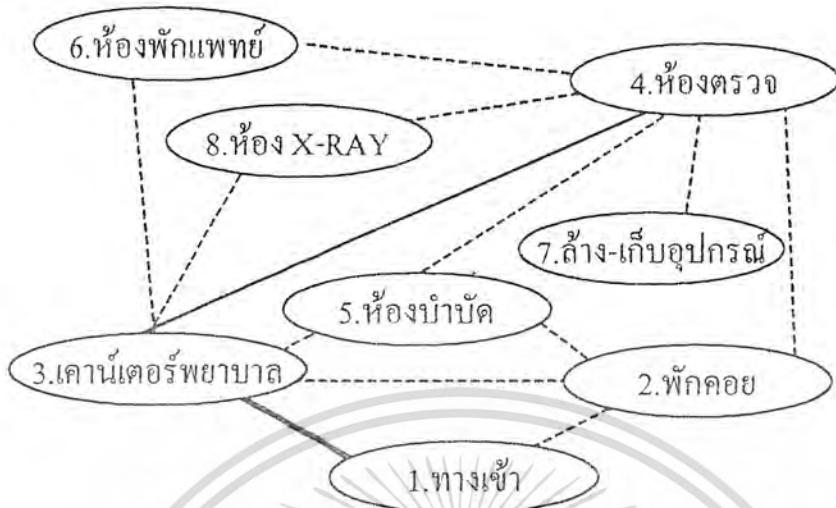 6.ห้องพักแพทย์
4.ห้องตรวจ
8.ห้อง X-RAY
7.ล้าง-เก็บอุปกรณ์
5.ห้องบำบัด
3.เคาน์เตอร์พยาบาล
2.พักคอย
1.ทางเข้า